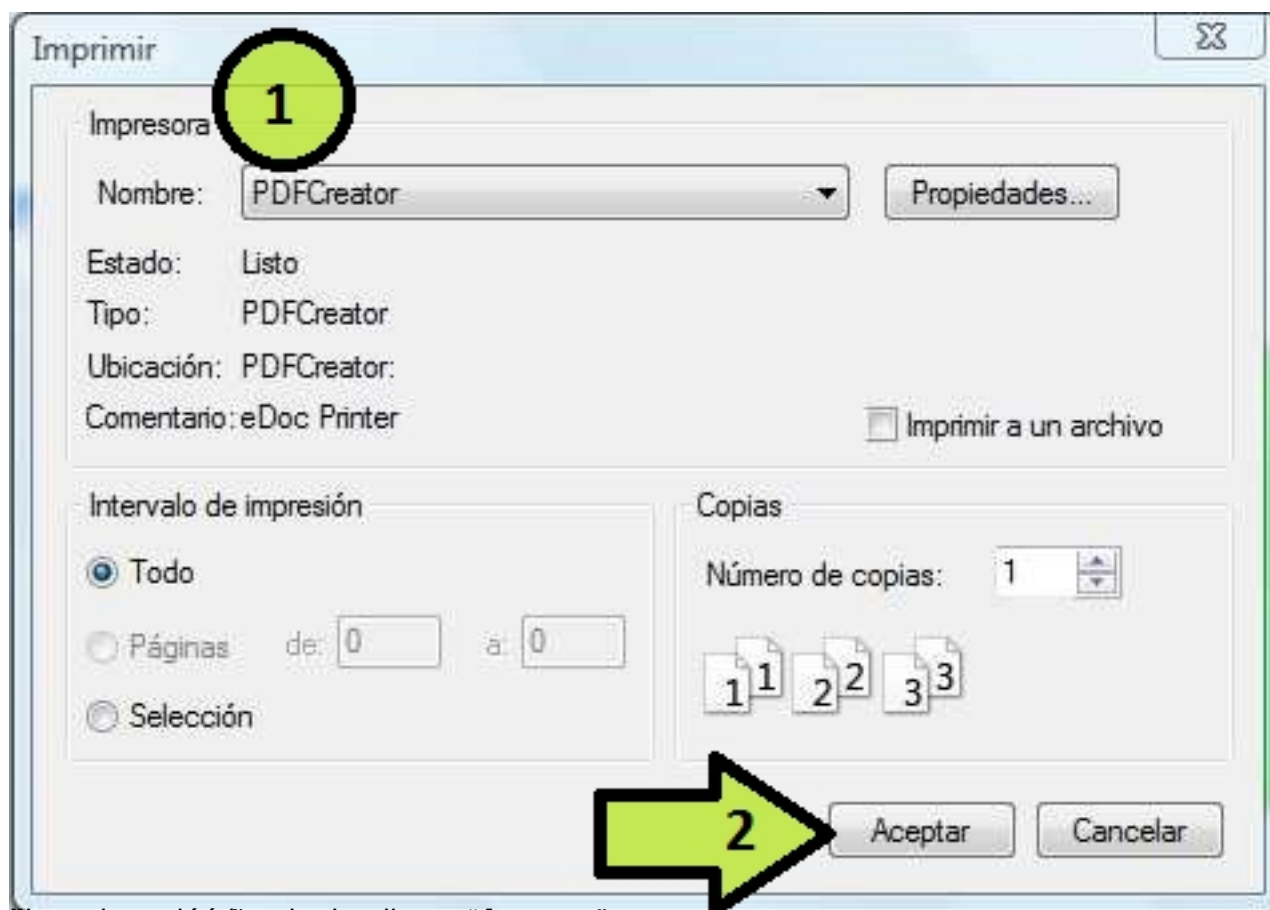 Imprimir
1
Impresora
Nombre: PDFCreator Propiedades...
Estado: Listo
Tipo: PDFCreator
Ubicación: PDFCreator:
Comentario: eDoc Printer
Imprimir a un archivo
Intervalo de impresión
Todo
Páginas de: 0 a: 0
Selección
Copias
Número de copias: 1
1 1 2 2 3 3
2
Aceptar Cancelar